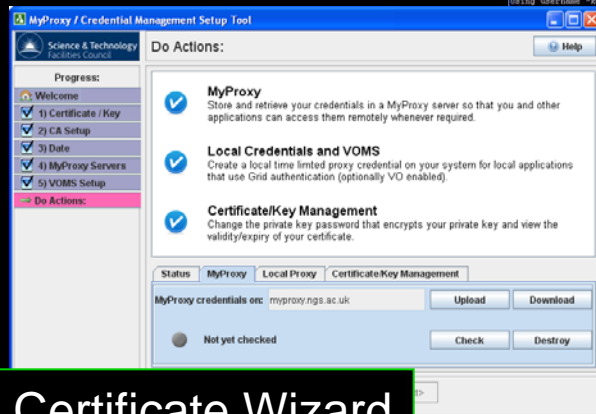 [using username "x
MyProxy / Credential Management Setup Tool
Science & Technology
Facilities Council
Do Actions:
Help
Progress:
Welcome
1) Certificate / Key
2) CA Setup
3) Date
4) MyProxy Servers
5) VOMS Setup
Do Actions:
MyProxy
Store and retrieve your credentials in a MyProxy server so that you and other
applications can access them remotely whenever required.
Local Credentials and VOMS
Create a local time limted proxy credential on your system for local applications
that use Grid authentication (optionally VO enabled).
Certificate/Key Management
Change the private key password that encrypts your private key and view the
validity/expiry of your certificate.
Status MyProxy Local Proxy Certificate/Key Management
MyProxy credentials on: myproxy.ngs.ac.uk Upload Download
Not yet checked Check Destroy
Certificate Wizard